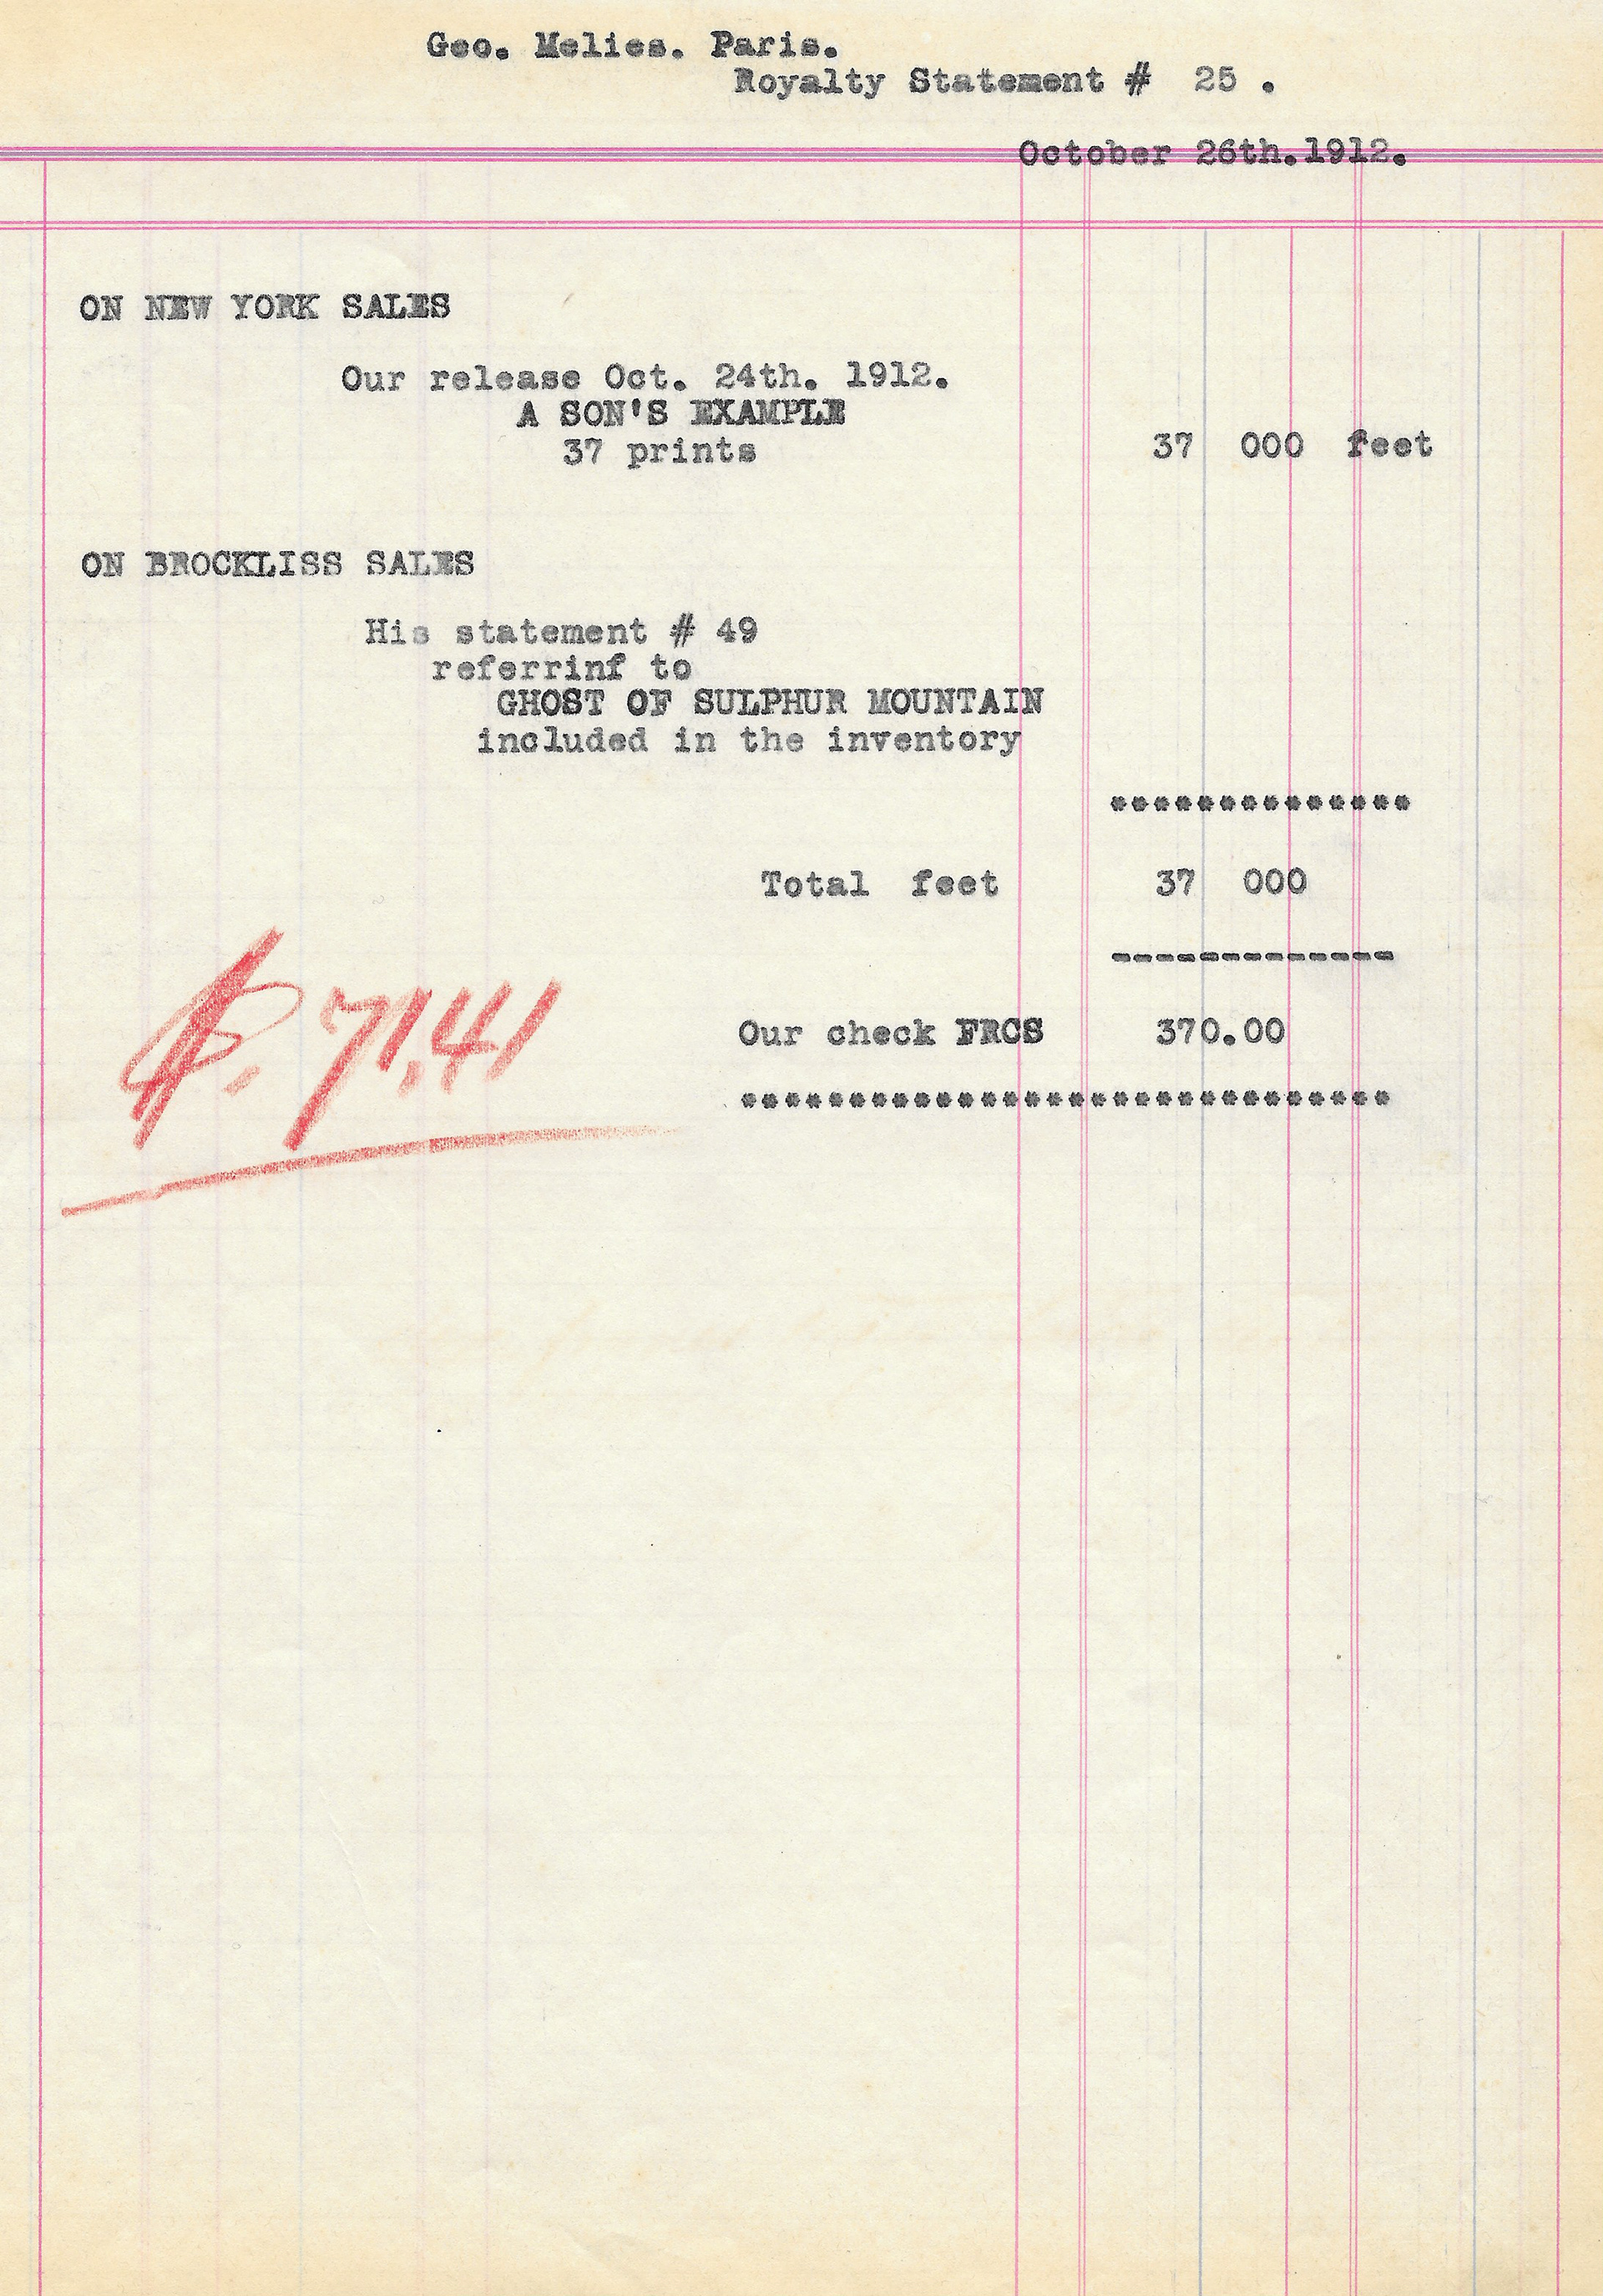 Geo. Melies. Paris.
Royalty Statement # 25 .
October 26th.1912.
ON NEW YORK SALES
Our release Oct. 24th. 1912.
A SON'S EXAMPLE
37 prints 37 000 feet
ON BROCKLISS SALES
His statement # 49
referrinf to
GHOST OF SULPHUR MOUNTAIN
included in the inventory
**************
Total feet 37 000
-------------
Our check FRCS 370.00
******************************
$. 71,41